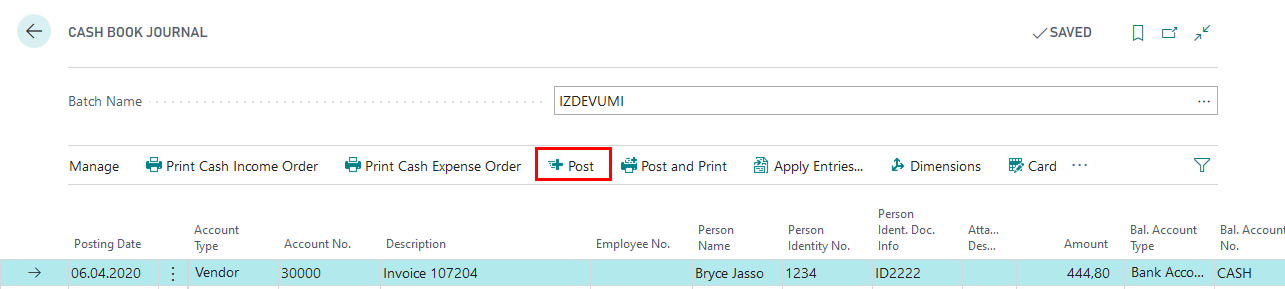 CASH BOOK JOURNAL
SAVED
Batch Name
IZDEVUMI
Manage Print Cash Income Order Print Cash Expense Order Post Post and Print Apply Entries... Dimensions Card
Posting Date Account Type Account No. Description Employee No. Person Name Person Identity No. Person Ident. Doc. Info Atta... Des... Amount Bal. Account Type Bal. Account No.
06.04.2020 Vendor 30000 Invoice 107204 Bryce Jasso 1234 ID2222 444,80 Bank Acco... CASH